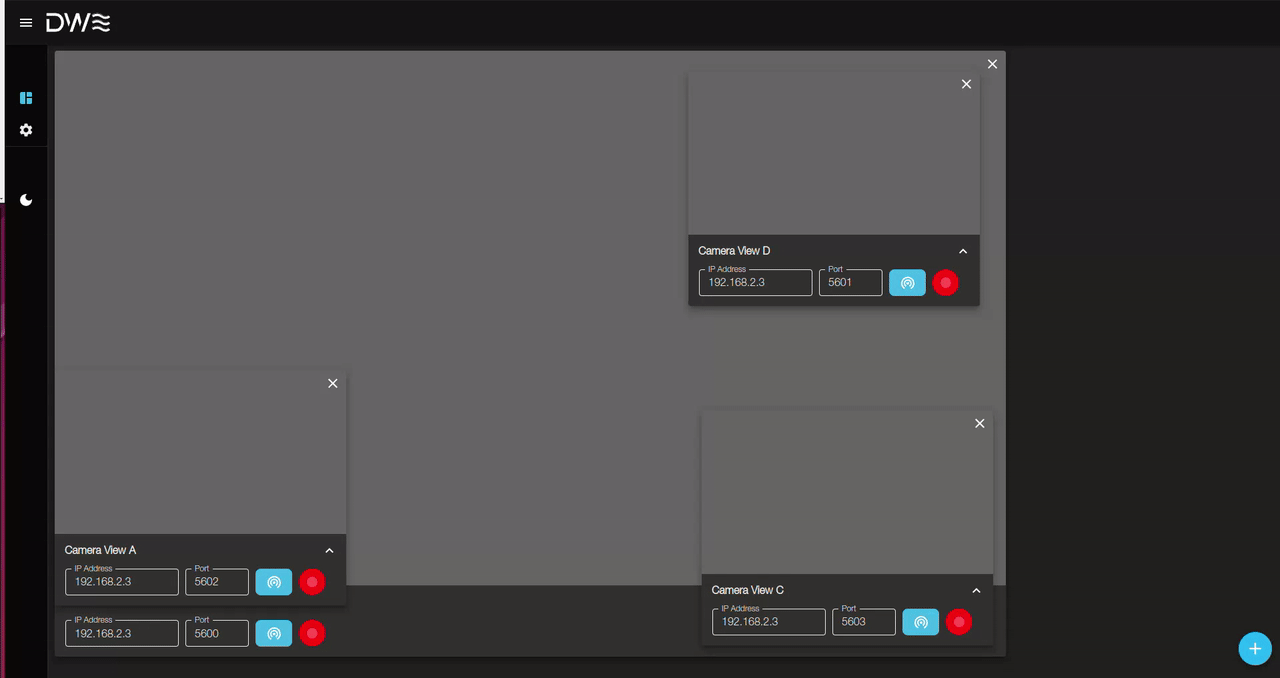 DWE
Camera View D
IP Address Port
192.168.2.3 5601
Camera View A
IP Address Port
192.168.2.3 5602
IP Address Port
192.168.2.3 5600
Camera View C
IP Address Port
192.168.2.3 5603